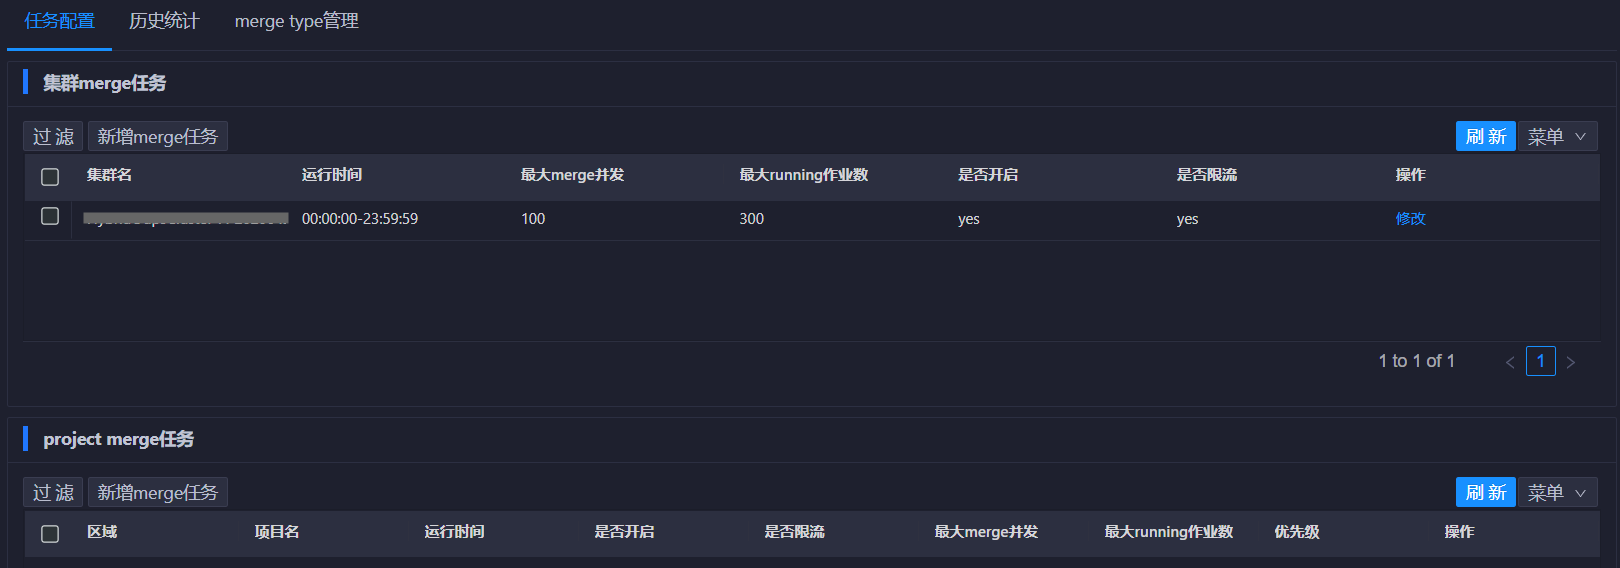 任务配置 历史统计 merge type管理
集群merge任务
过 滤 新增merge任务 刷 新 菜单
集群名 运行时间 最大merge并发 最大running作业数 是否开启 是否限流 操作
00:00:00-23:59:59 100 300 yes yes 修改
1 to 1 of 1 < 1 >
project merge任务
过 滤 新增merge任务 刷 新 菜单
区域 项目名 运行时间 是否开启 是否限流 最大merge并发 最大running作业数 优先级 操作